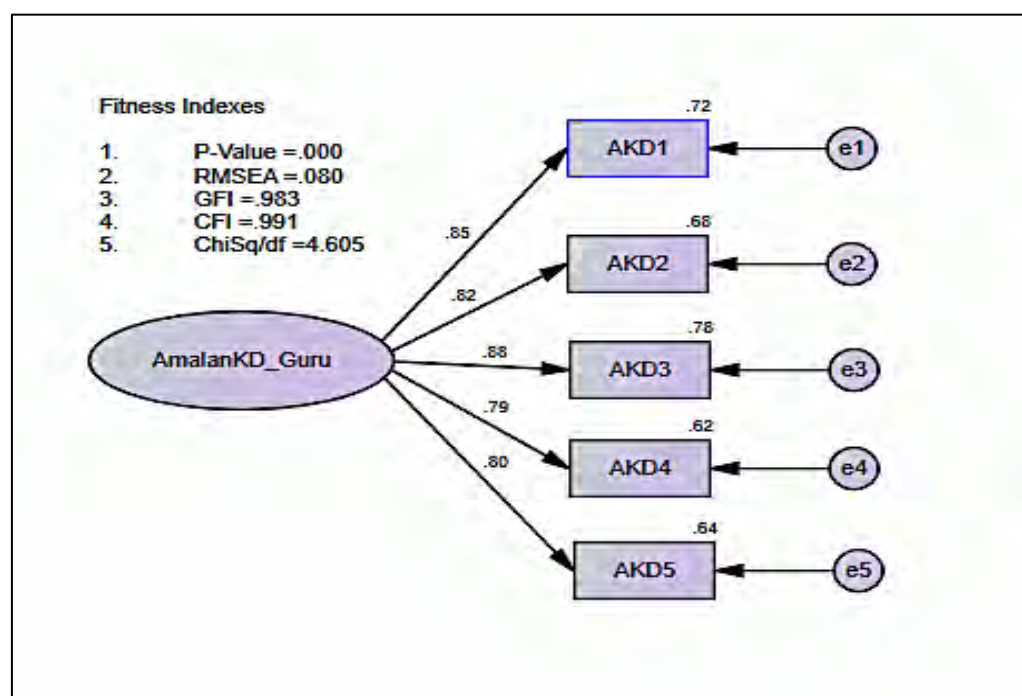 Fitness Indexes
1. P-Value =.000
2. RMSEA =.080
3. GFI =.983
4. CFI =.991
5. ChiSq/df =4.605
AmalanKD_Guru
.85
.82
.88
.79
.80
.72
AKD1
e1
.68
AKD2
e2
.78
AKD3
e3
.62
AKD4
e4
.64
AKD5
e5